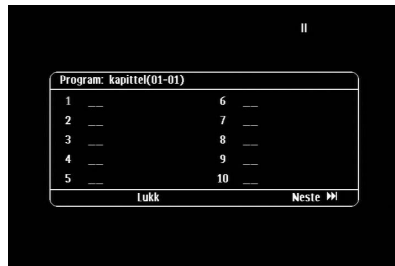 Program: kapittel(01-01)
1 __ 6 __
2 __ 7 __
3 __ 8 __
4 __ 9 __
5 __ 10 __
Lukk Neste ⏭